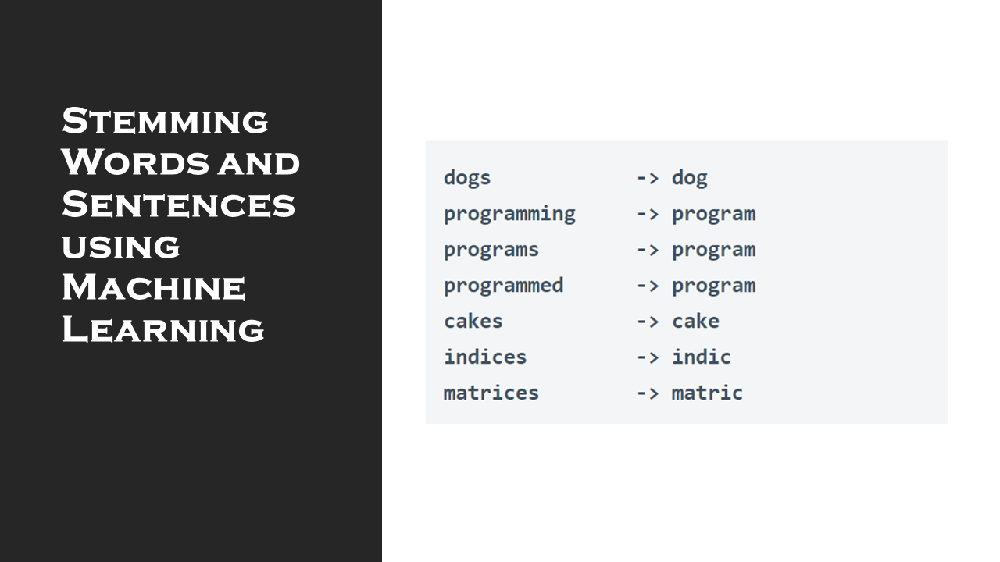 Stemming
Words and
Sentences
using
Machine
Learning
dogs -> dog
programming -> program
programs -> program
programmed -> program
cakes -> cake
indices -> indic
matrices -> matric